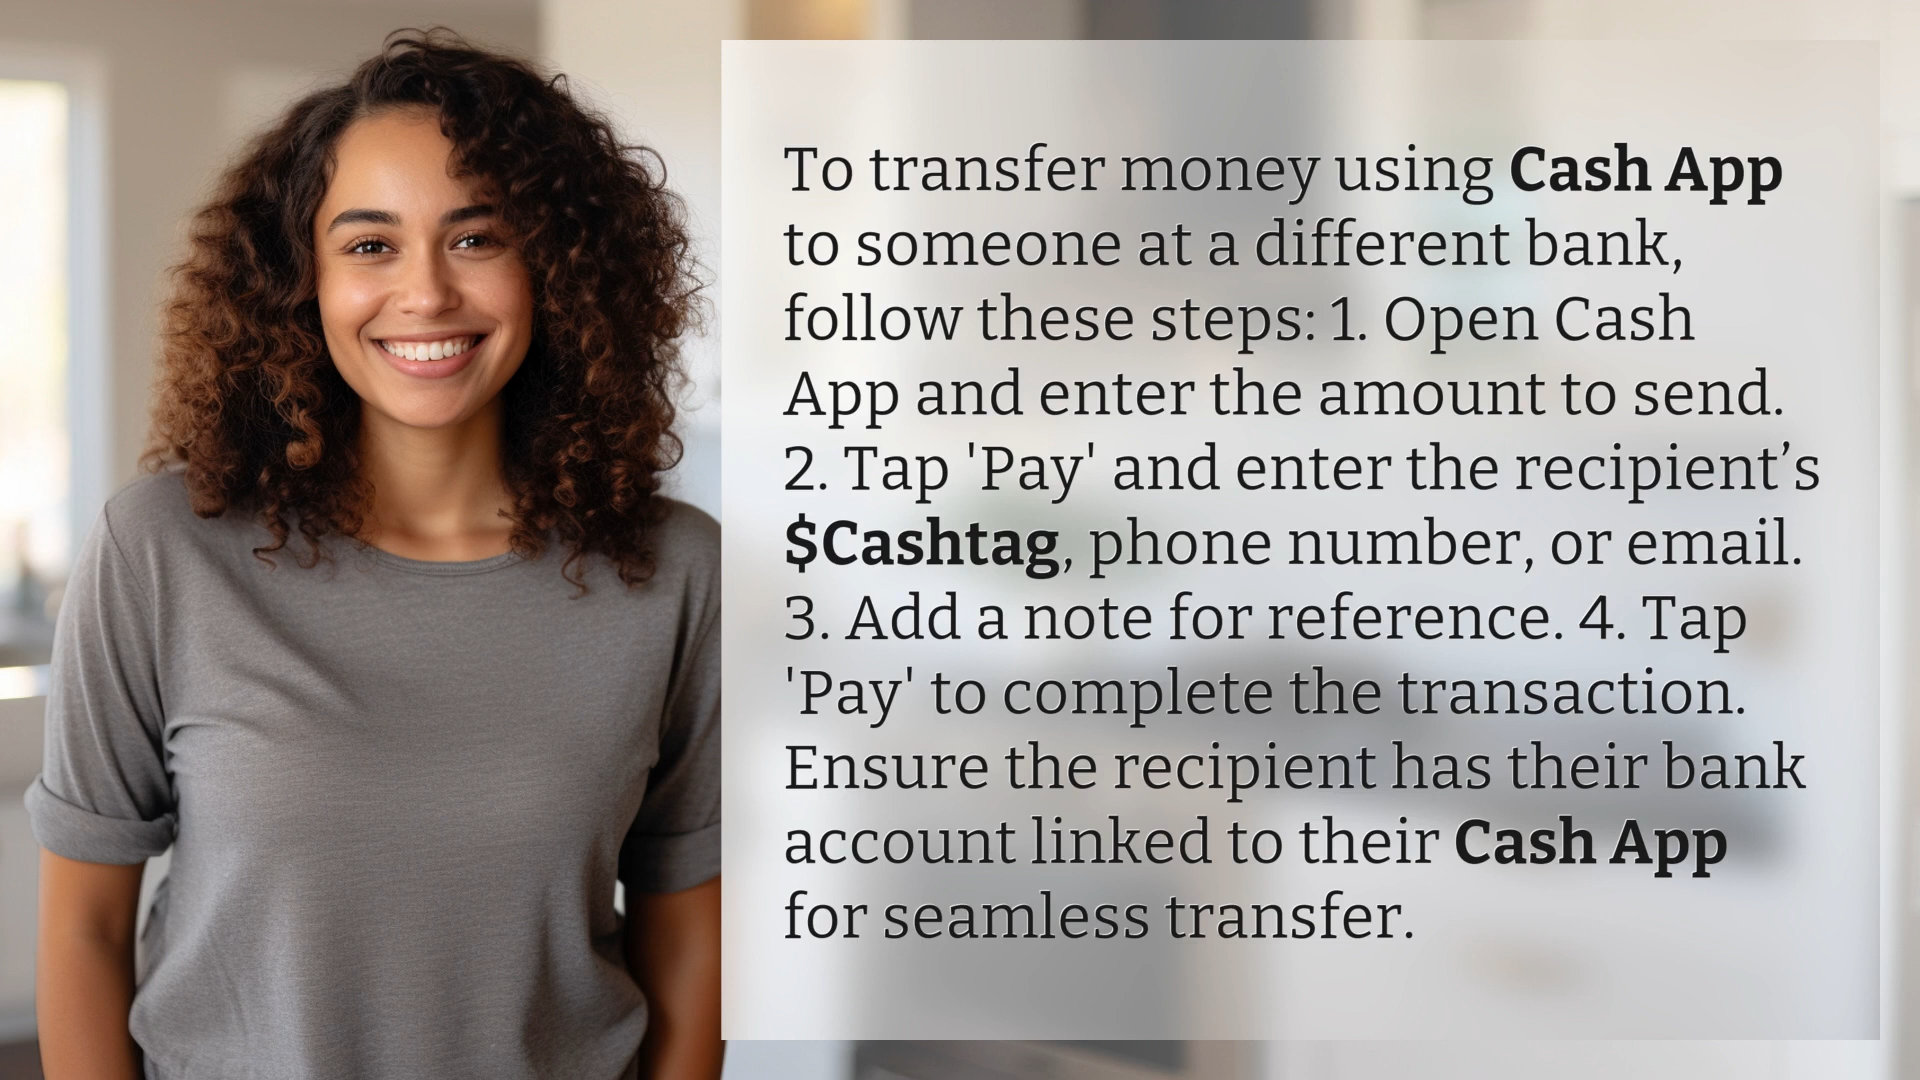 To transfer money using Cash App
to someone at a different bank,
follow these steps: 1. Open Cash
App and enter the amount to send.
2. Tap 'Pay' and enter the recipient’s
$Cashtag, phone number, or email.
3. Add a note for reference. 4. Tap
'Pay' to complete the transaction.
Ensure the recipient has their bank
account linked to their Cash App
for seamless transfer.